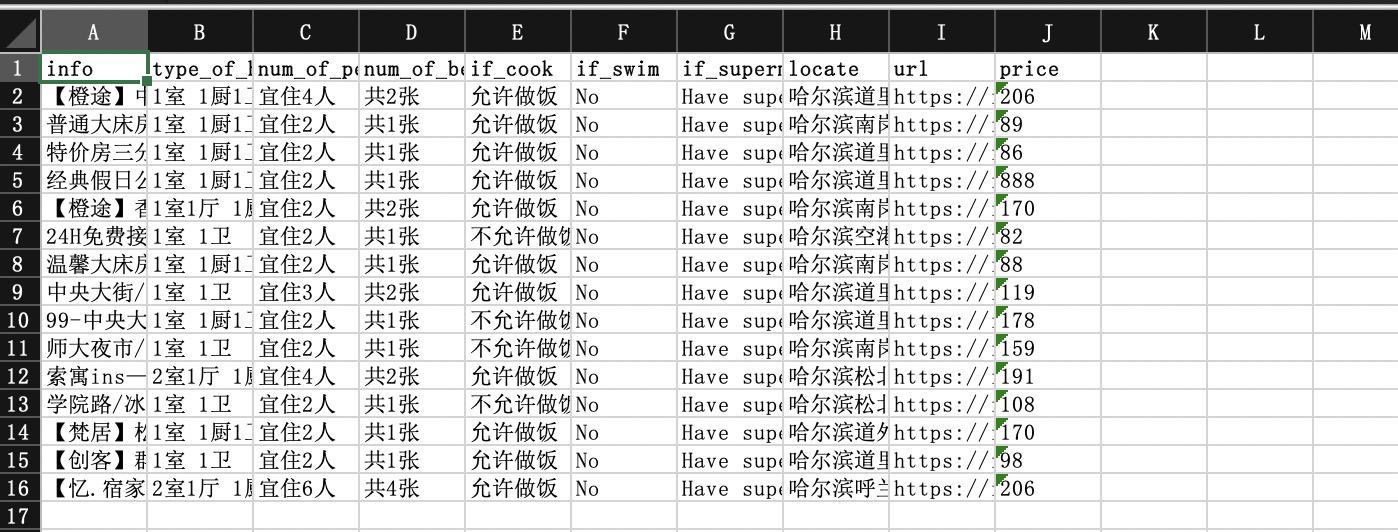 A B C D E F G H I J K L M
1 info type_of_h num_of_pe num_of_be if_cook if_swim if_superm locate url price
2 【橙途】中 1室 1厨1卫 宜住4人 共2张 允许做饭 No Have supe 哈尔滨道里 https:// 206
3 普通大床房 1室 1厨1卫 宜住2人 共1张 允许做饭 No Have supe 哈尔滨南岗 https:// 89
4 特价房三分 1室 1厨1卫 宜住2人 共1张 允许做饭 No Have supe 哈尔滨道里 https:// 86
5 经典假日公 1室 1厨1卫 宜住2人 共1张 允许做饭 No Have supe 哈尔滨道里 https:// 888
6 【橙途】香 1室1厅 1厨 宜住2人 共2张 允许做饭 No Have supe 哈尔滨南岗 https:// 170
7 24H免费接 1室 1卫 宜住2人 共1张 不允许做饭 No Have supe 哈尔滨空港 https:// 82
8 温馨大床房 1室 1厨1卫 宜住2人 共1张 允许做饭 No Have supe 哈尔滨南岗 https:// 88
9 中央大街/ 1室 1卫 宜住3人 共2张 允许做饭 No Have supe 哈尔滨道里 https:// 119
10 99-中央大 1室 1厨1卫 宜住2人 共1张 不允许做饭 No Have supe 哈尔滨道里 https:// 178
11 师大夜市/ 1室 1卫 宜住2人 共1张 不允许做饭 No Have supe 哈尔滨南岗 https:// 159
12 索寓ins— 2室1厅 1厨 宜住4人 共2张 允许做饭 No Have supe 哈尔滨松北 https:// 191
13 学院路/冰 1室 1卫 宜住2人 共1张 不允许做饭 No Have supe 哈尔滨松北 https:// 108
14 【梵居】松 1室 1厨1卫 宜住2人 共1张 允许做饭 No Have supe 哈尔滨道外 https:// 170
15 【创客】群 1室 1卫 宜住2人 共1张 允许做饭 No Have supe 哈尔滨道里 https:// 98
16 【忆.宿家 2室1厅 1厨 宜住6人 共4张 允许做饭 No Have supe 哈尔滨呼兰 https:// 206
17